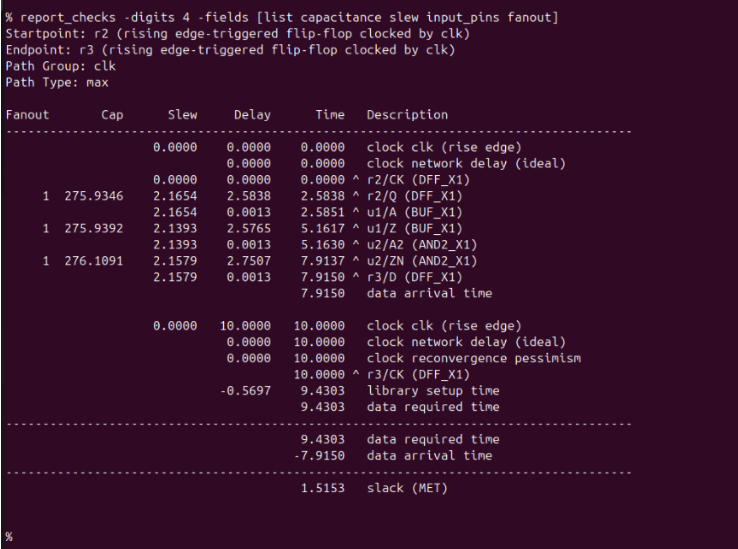 % report_checks -digits 4 -fields [list capacitance slew input_pins fanout]
Startpoint: r2 (rising edge-triggered flip-flop clocked by clk)
Endpoint: r3 (rising edge-triggered flip-flop clocked by clk)
Path Group: clk
Path Type: max
Fanout Cap Slew Delay Time Description
-----------------------------------------------------------------------------
0.0000 0.0000 0.0000 clock clk (rise edge)
0.0000 0.0000 clock network delay (ideal)
0.0000 0.0000 0.0000 ^ r2/CK (DFF_X1)
1 275.9346 2.1654 2.5838 2.5838 ^ r2/Q (DFF_X1)
2.1654 0.0013 2.5851 ^ u1/A (BUF_X1)
1 275.9392 2.1393 2.5765 5.1617 ^ u1/Z (BUF_X1)
2.1393 0.0013 5.1630 ^ u2/A2 (AND2_X1)
1 276.1091 2.1579 2.7507 7.9137 ^ u2/ZN (AND2_X1)
2.1579 0.0013 7.9150 ^ r3/D (DFF_X1)
7.9150 data arrival time
0.0000 10.0000 10.0000 clock clk (rise edge)
0.0000 10.0000 clock network delay (ideal)
0.0000 10.0000 clock reconvergence pessimism
10.0000 ^ r3/CK (DFF_X1)
-0.5697 9.4303 library setup time
9.4303 data required time
-----------------------------------------------------------------------------
9.4303 data required time
-7.9150 data arrival time
-----------------------------------------------------------------------------
1.5153 slack (MET)
%